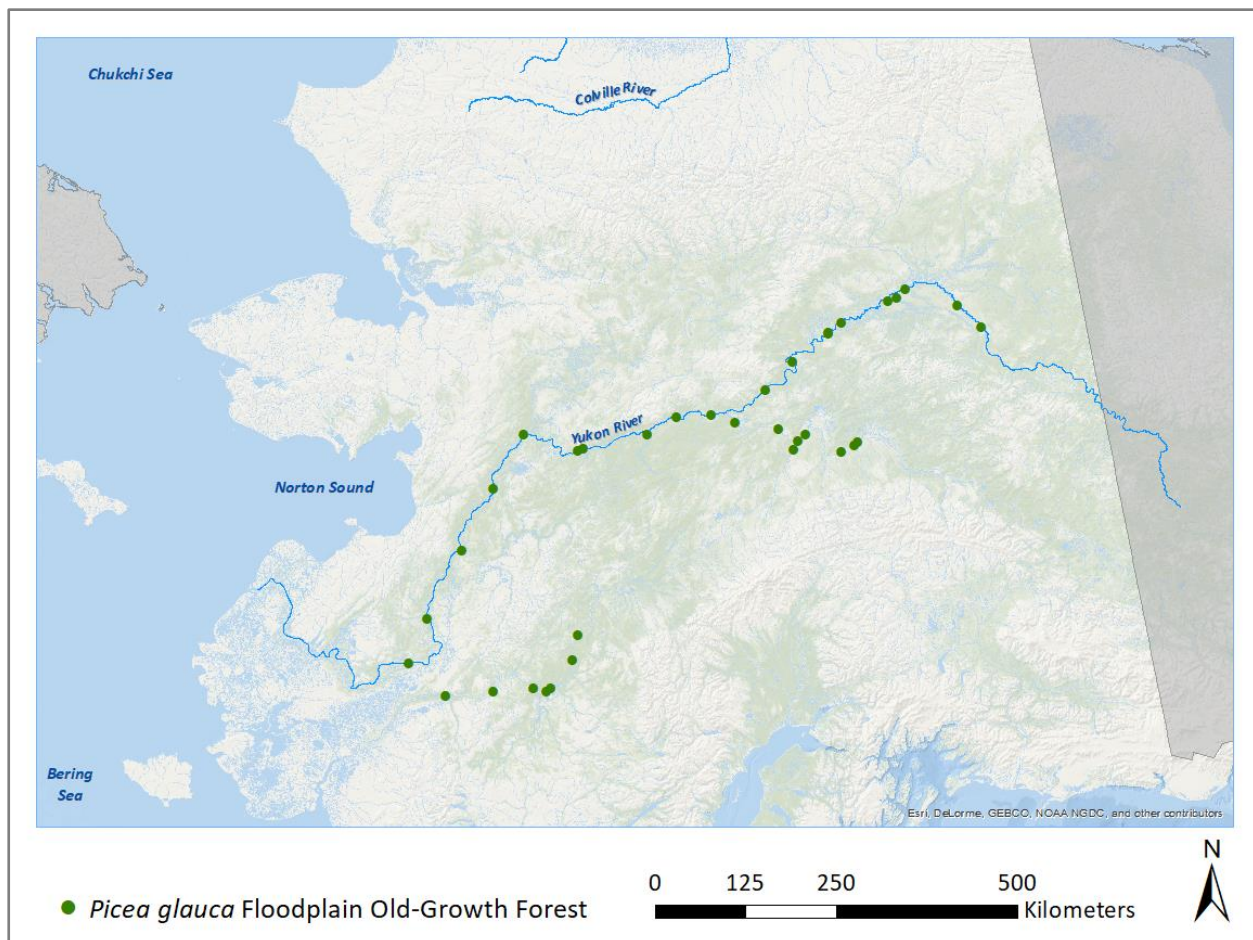 Chukchi Sea
Colville River
Yukon River
Norton Sound
Bering
Sea
Esri, DeLorme, GEBCO, NOAA NGDC, and other contributors
N
0 125 250 500
Picea glauca Floodplain Old-Growth Forest
Kilometers